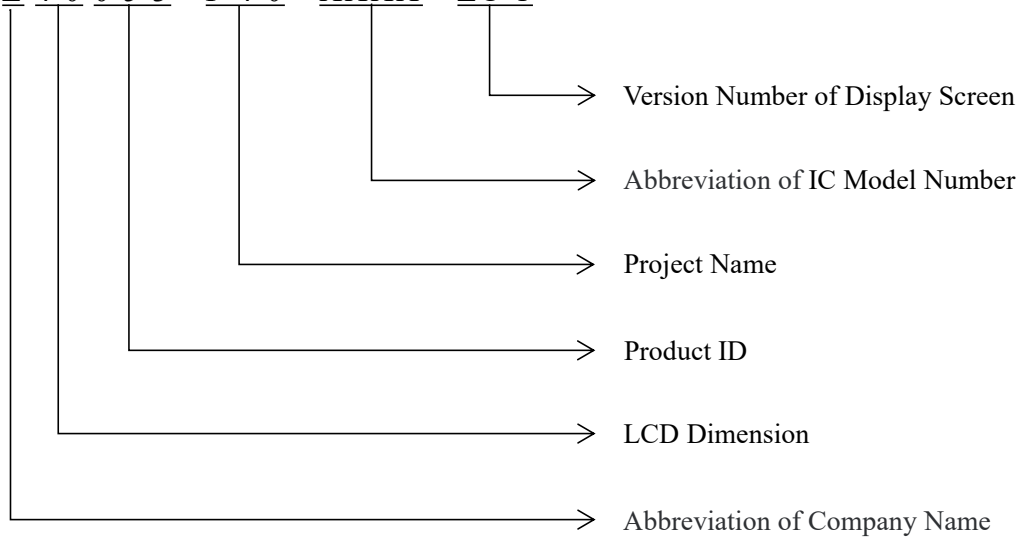 Version Number of Display Screen
Abbreviation of IC Model Number
Project Name
Product ID
LCD Dimension
Abbreviation of Company Name